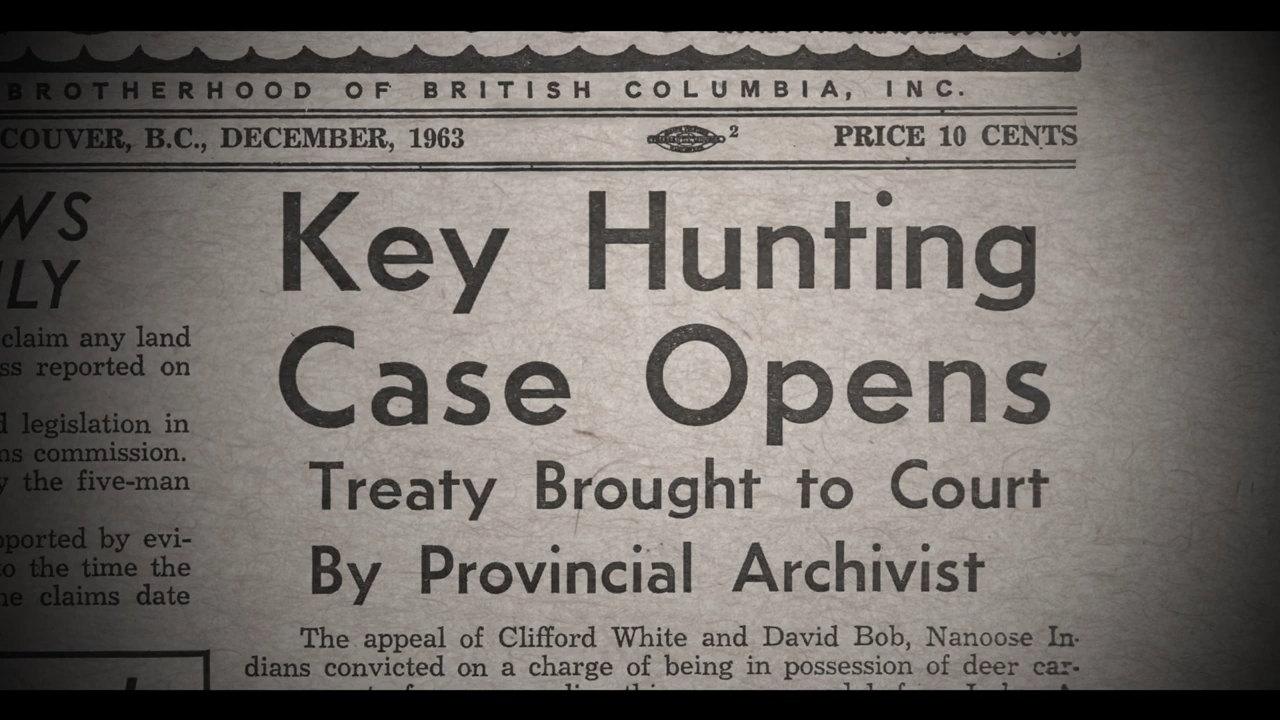 BROTHERHOOD OF BRITISH COLUMBIA, INC.
COUVER, B.C., DECEMBER, 1963
2
PRICE 10 CENTS
WS
LY
claim any land
ss reported on
d legislation in
ns commission.
y the five-man
pported by evi-
to the time the
he claims date
Key Hunting
Case Opens
Treaty Brought to Court
By Provincial Archivist
The appeal of Clifford White and David Bob, Nanoose In-
dians convicted on a charge of being in possession of deer car-